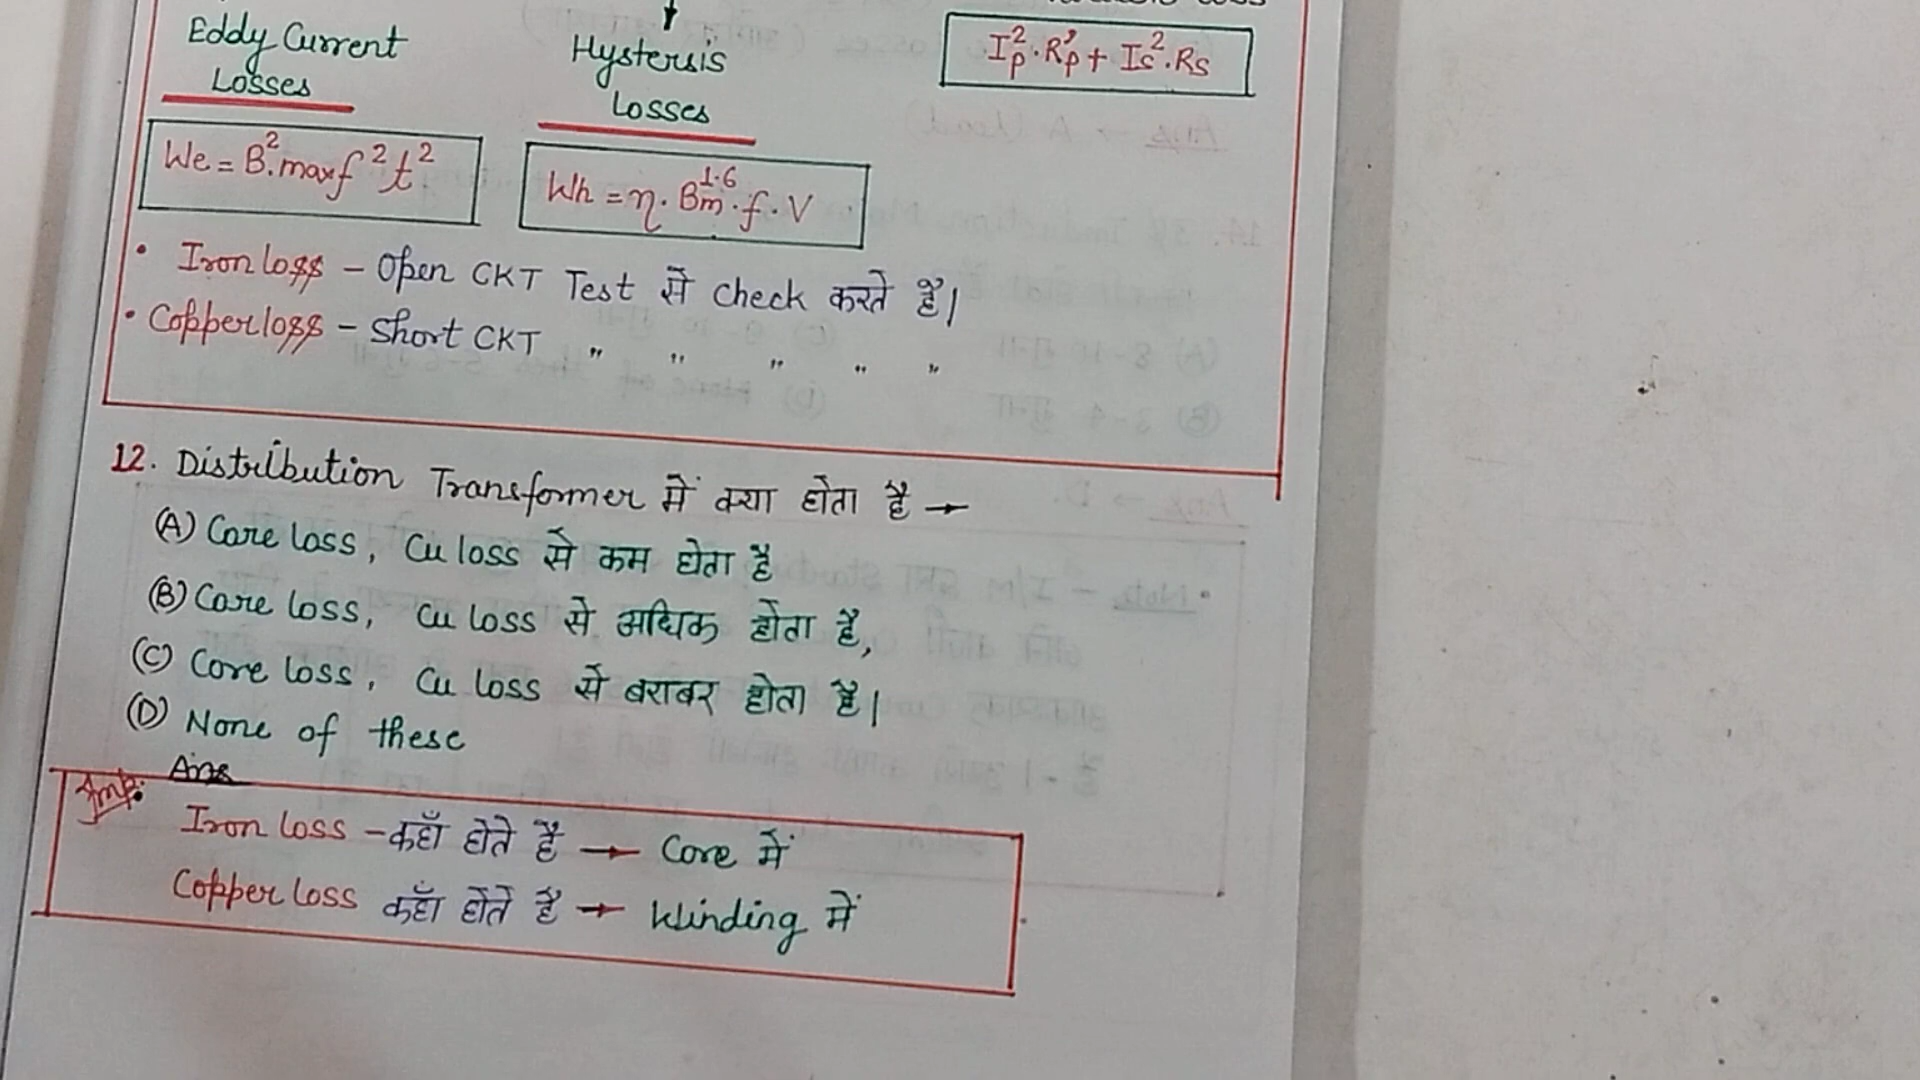 Eddy Current
Losses
Hystersis
Losses
Ip².Rp + Is².Rs
We = B².max f² t²
Wh = η. Bm^1.6 . f . V
• Iron loss – Open CKT Test से check करते हैं।
• Copper loss – Short CKT " " " " "
12. Distribution Transformer में क्या होता है →
(A) Core loss, Cu loss से कम होता है
(B) Core loss, Cu loss से अधिक होता है,
(C) Core loss, Cu loss से बराबर होता है।
(D) None of these
Ans
Imp:
Iron loss – कहाँ होते है → Core में
Copper loss कहाँ होते है → Winding में